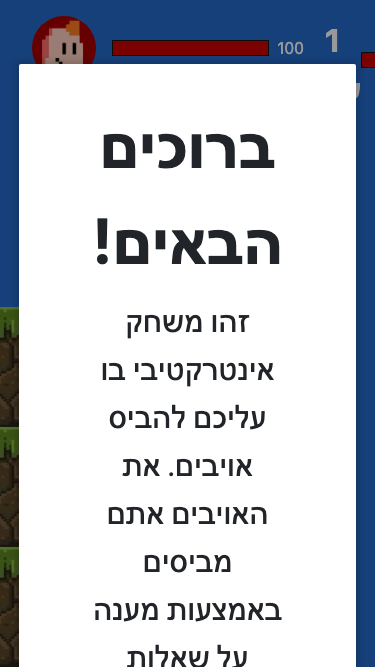 100
1
ברוכים
הבאים!
זהו משחק
אינטרקטיבי בו
עליכם להביס
אויבים. את
האויבים אתם
מביסים
באמצעות מענה
על שאלות